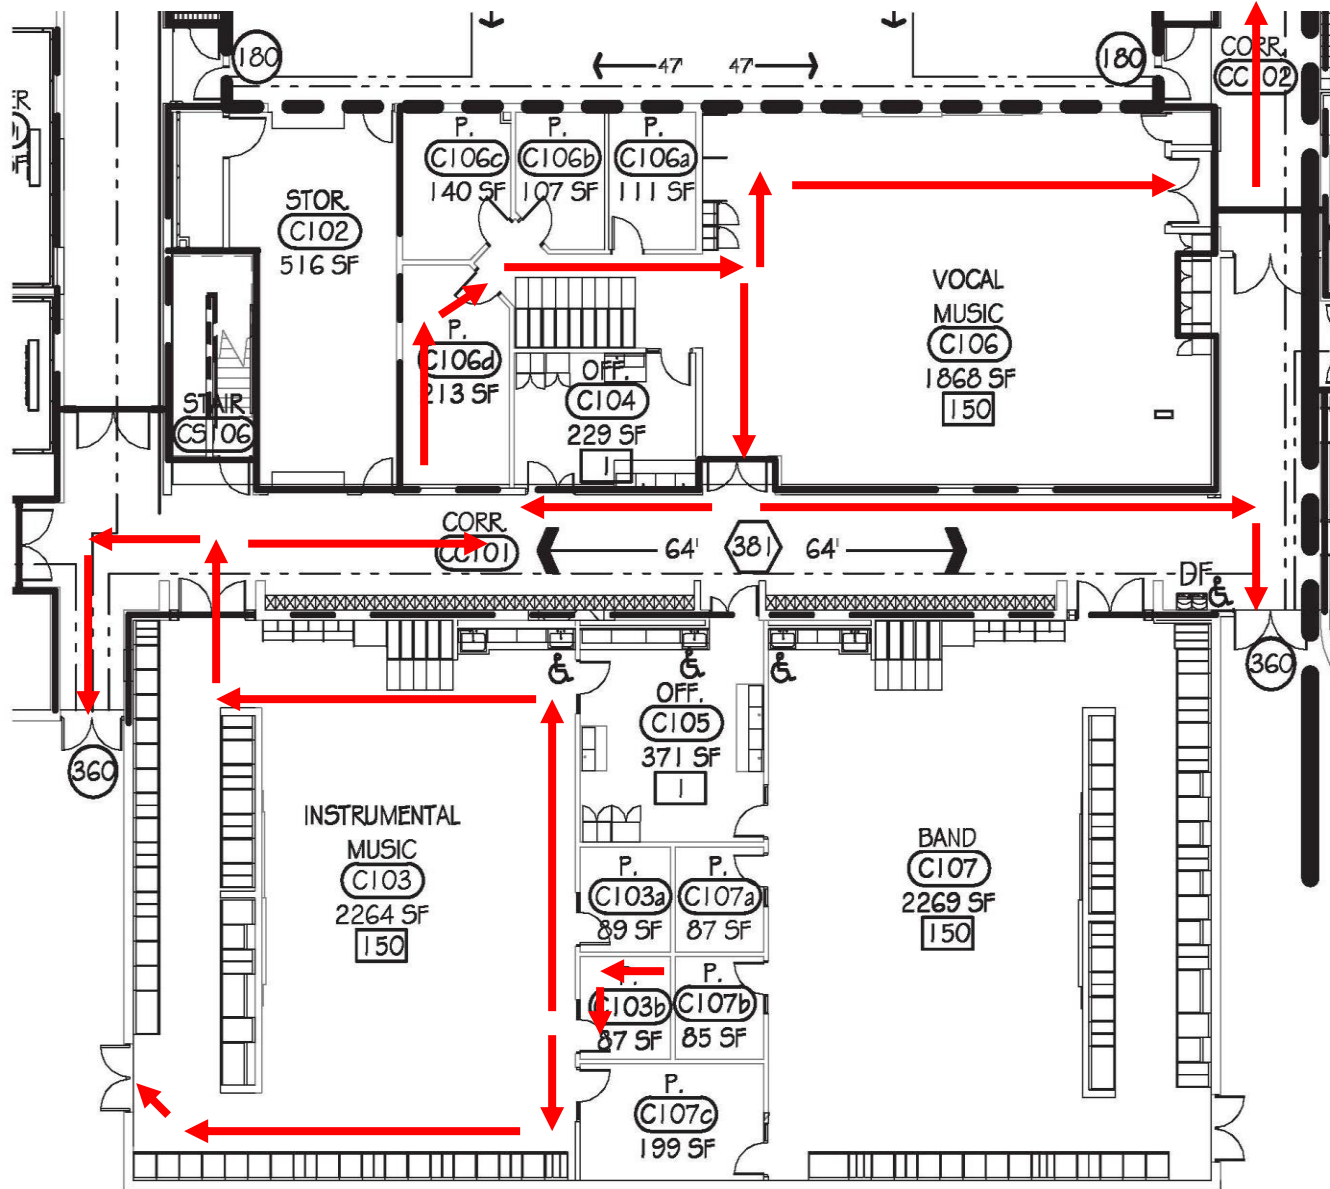 180
47'
47'
180
CORR.
CC102
P.
C106c
140 SF
P.
C106b
107 SF
P.
C106a
111 SF
STOR.
C102
516 SF
VOCAL
MUSIC
C106
1868 SF
150
P.
C106d
213 SF
OFF.
C104
229 SF
1
STAIR
CS106
CORR.
CC101
64'
381
64'
DF
360
360
OFF.
C105
371 SF
1
INSTRUMENTAL
MUSIC
C103
2264 SF
150
BAND
C107
2269 SF
150
P.
C103a
89 SF
P.
C107a
87 SF
P.
C103b
87 SF
P.
C107b
85 SF
P.
C107c
199 SF